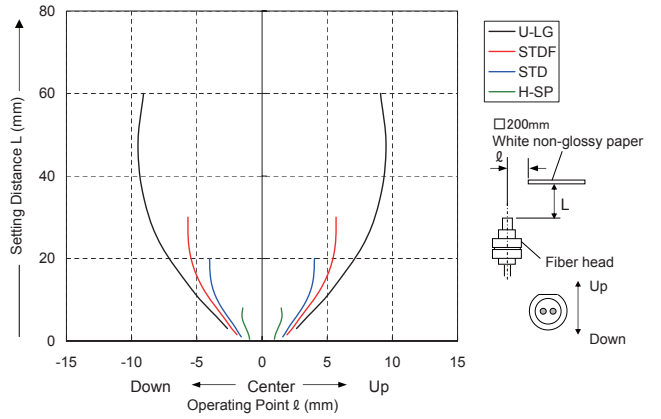 Setting Distance L (mm)
80
60
40
20
0
-15
-10
-5
0
5
10
15
Down
Center
Up
Operating Point ℓ (mm)
U-LG
STDF
STD
H-SP
□200mm
White non-glossy paper
ℓ
L
Fiber head
Up
Down